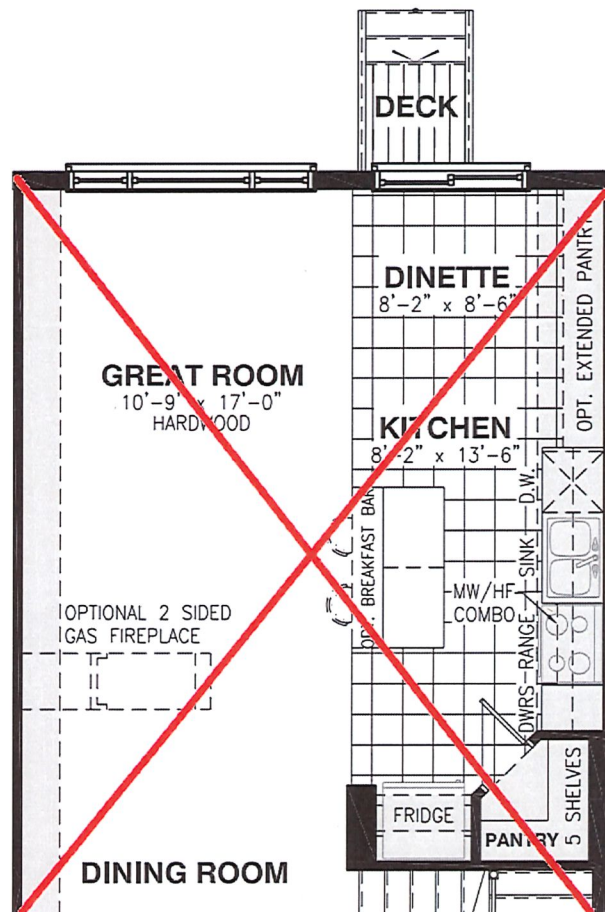 DECK
DINETTE
8'-2" x 8'-6"
OPT. EXTENDED PANTRY
GREAT ROOM
10'-9" x 17'-0"
HARDWOOD
KITCHEN
8'-2" x 13'-6"
OPT. BREAKFAST BAR
DWRS-RANGE SINK D.W.
MW/HF
COMBO
OPTIONAL 2 SIDED
GAS FIREPLACE
FRIDGE
PANTRY
5 SHELVES
DINING ROOM